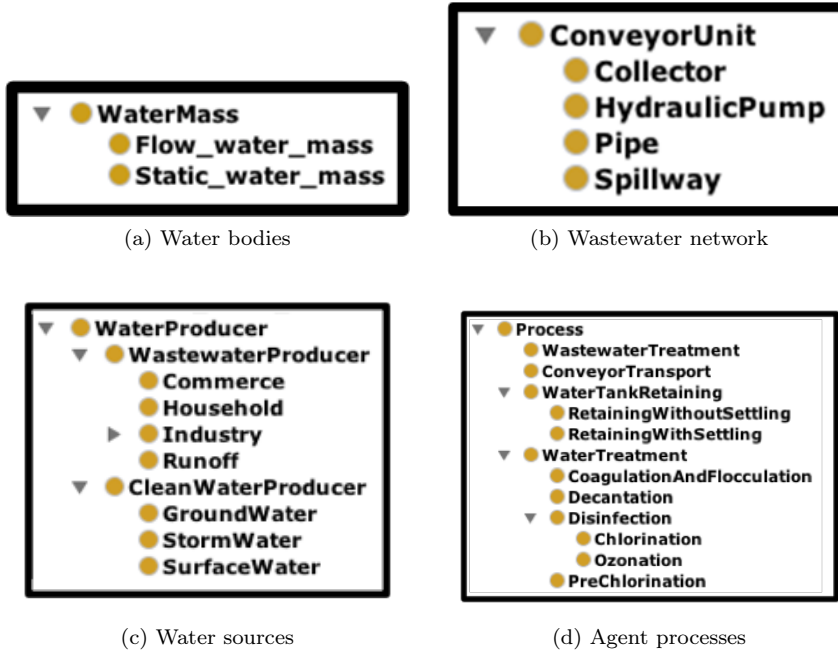 WaterMass
Flow_water_mass
Static_water_mass
(a) Water bodies
ConveyorUnit
Collector
HydraulicPump
Pipe
Spillway
(b) Wastewater network
WaterProducer
WastewaterProducer
Commerce
Household
Industry
Runoff
CleanWaterProducer
GroundWater
StormWater
SurfaceWater
(c) Water sources
Process
WastewaterTreatment
ConveyorTransport
WaterTankRetaining
RetainingWithoutSettling
RetainingWithSettling
WaterTreatment
CoagulationAndFlocculation
Decantation
Disinfection
Chlorination
Ozonation
PreChlorination
(d) Agent processes